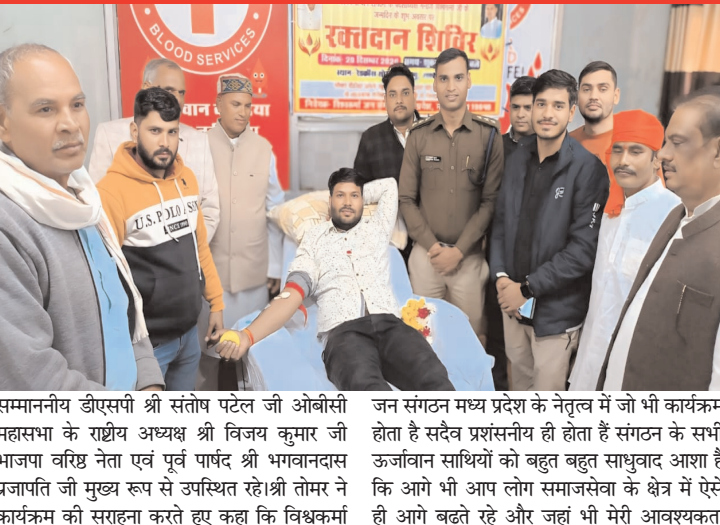 BLOOD SERVICES
रक्तदान शिविर
U.S. POLO ASSN
सम्माननीय डीएसपी श्री संतोष पटेल जी ओबीसी
महासभा के राष्ट्रीय अध्यक्ष श्री विजय कुमार जी
भाजपा वरिष्ठ नेता एवं पूर्व पार्षद श्री भगवानदास
प्रजापति जी मुख्य रूप से उपस्थित रहे।श्री तोमर ने
कार्यक्रम की सराहना करते हुए कहा कि विश्वकर्मा
जन संगठन मध्य प्रदेश के नेतृत्व में जो भी कार्यक्रम
होता है सदैव प्रशंसनीय ही होता हैं संगठन के सभी
ऊर्जावान साथियों को बहुत बहुत साधुवाद आशा है
कि आगे भी आप लोग समाजसेवा के क्षेत्र में ऐसे
ही आगे बढते रहे और जहां भी मेरी आवश्यकत